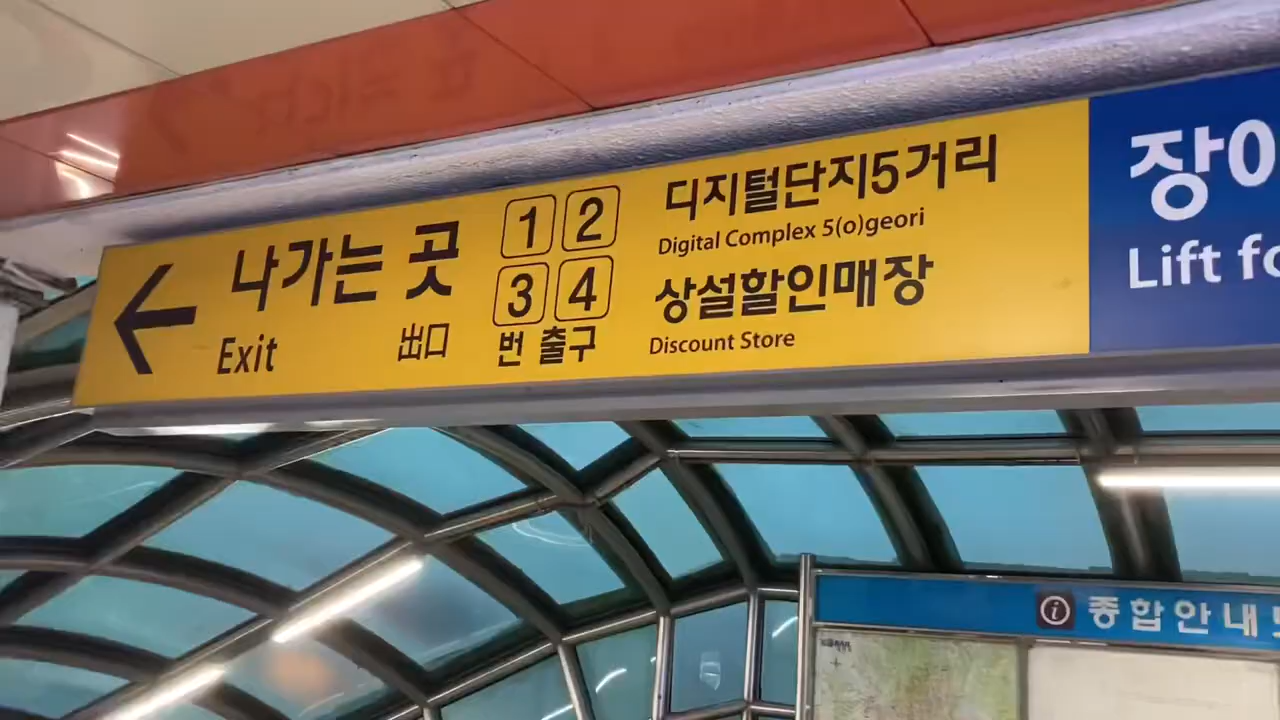 나가는 곳
Exit 出口
1 2
3 4
번 출구
디지털단지5거리
Digital Complex 5(o)geori
상설할인매장
Discount Store
장
Lift
i 종합안내